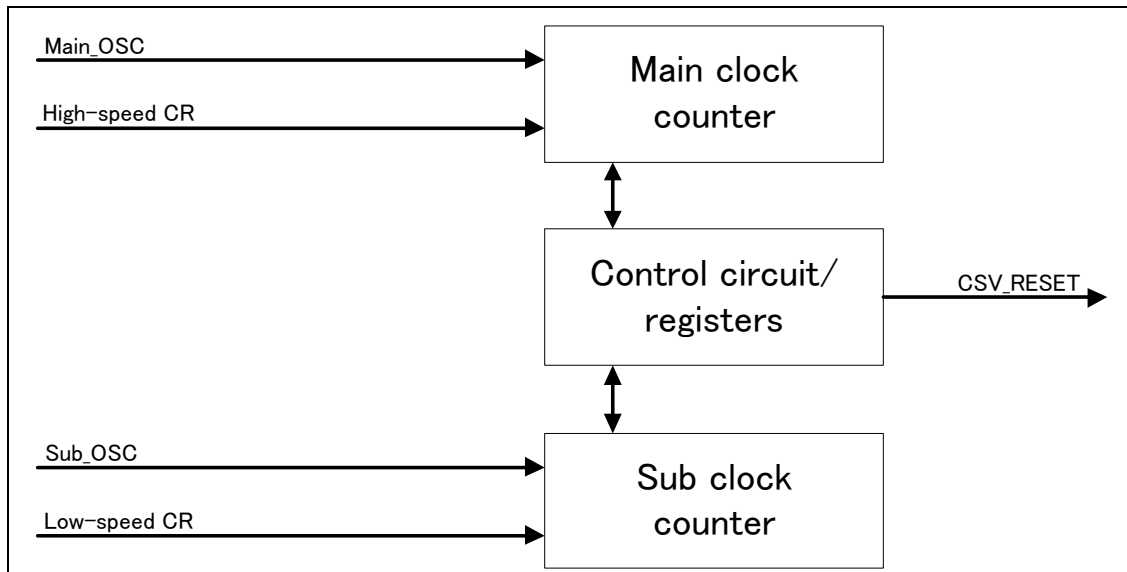 Main_OSC
High-speed CR
Main clock
counter
Control circuit/
registers
CSV_RESET
Sub_OSC
Low-speed CR
Sub clock
counter